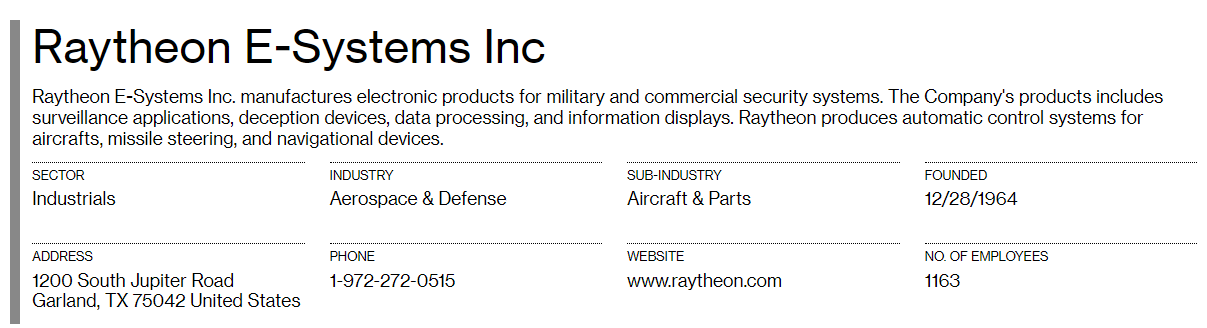 Raytheon E-Systems Inc
Raytheon E-Systems Inc. manufactures electronic products for military and commercial security systems. The Company's products includes
surveillance applications, deception devices, data processing, and information displays. Raytheon produces automatic control systems for
aircrafts, missile steering, and navigational devices.
SECTOR
Industrials
INDUSTRY
Aerospace & Defense
SUB-INDUSTRY
Aircraft & Parts
FOUNDED
12/28/1964
ADDRESS
1200 South Jupiter Road
Garland, TX 75042 United States
PHONE
1-972-272-0515
WEBSITE
www.raytheon.com
NO. OF EMPLOYEES
1163